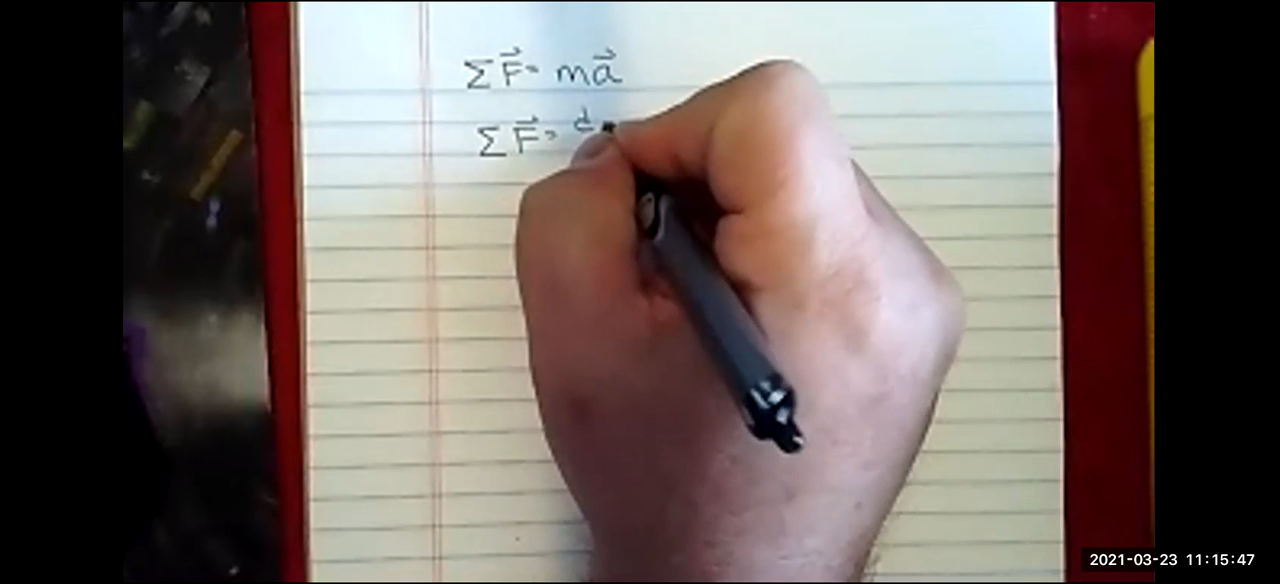 ΣF⃗ = ma⃗
ΣF⃗ = d
2021-03-23 11:15:47